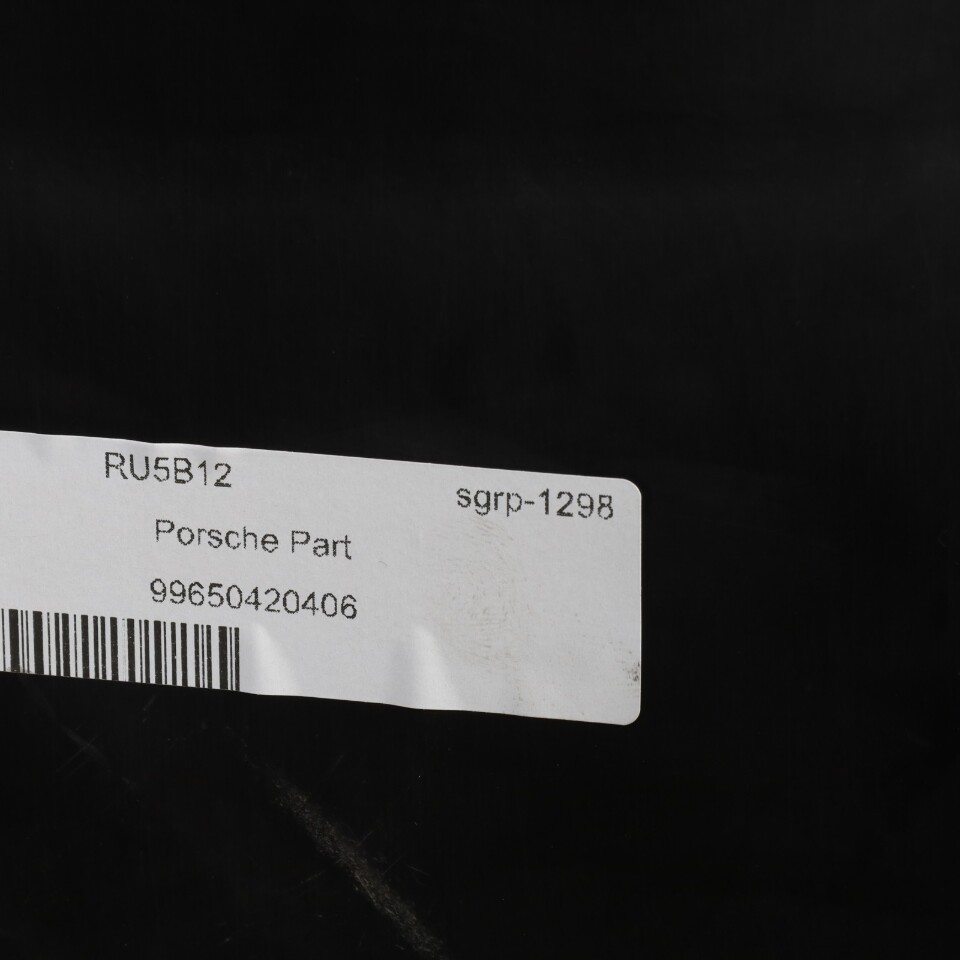 RU5B12
sgrp-1298
Porsche Part
99650420406